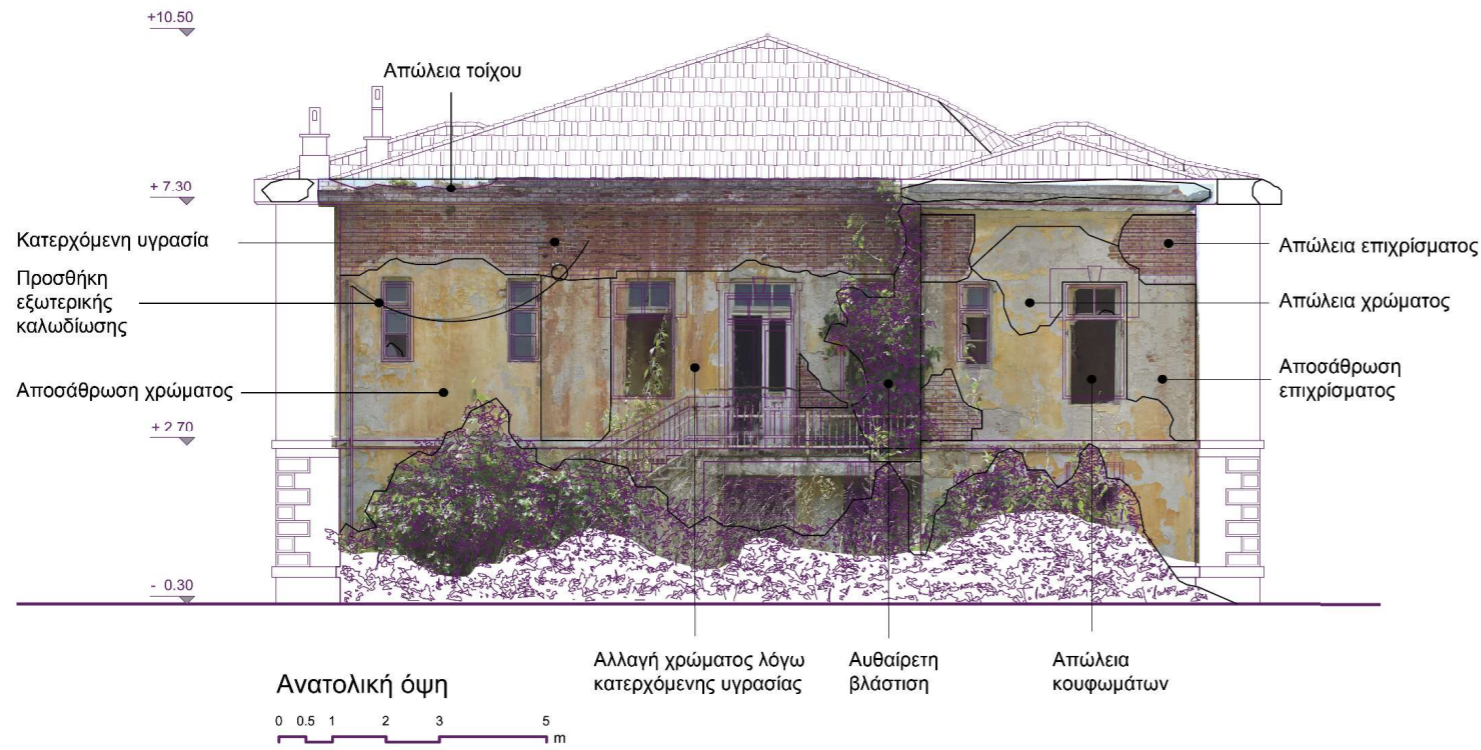 +10.50
Απώλεια τοίχου
+ 7.30
Κατερχόμενη υγρασία
Προσθήκη
εξωτερικής
καλωδίωσης
Αποσάθρωση χρώματος
+ 2.70
- 0.30
Απώλεια επιχρίσματος
Απώλεια χρώματος
Αποσάθρωση
επιχρίσματος
Αλλαγή χρώματος λόγω
κατερχόμενης υγρασίας
Αυθαίρετη
βλάστιση
Απώλεια
κουφωμάτων
Ανατολική όψη
0 0.5 1 2 3 5
m